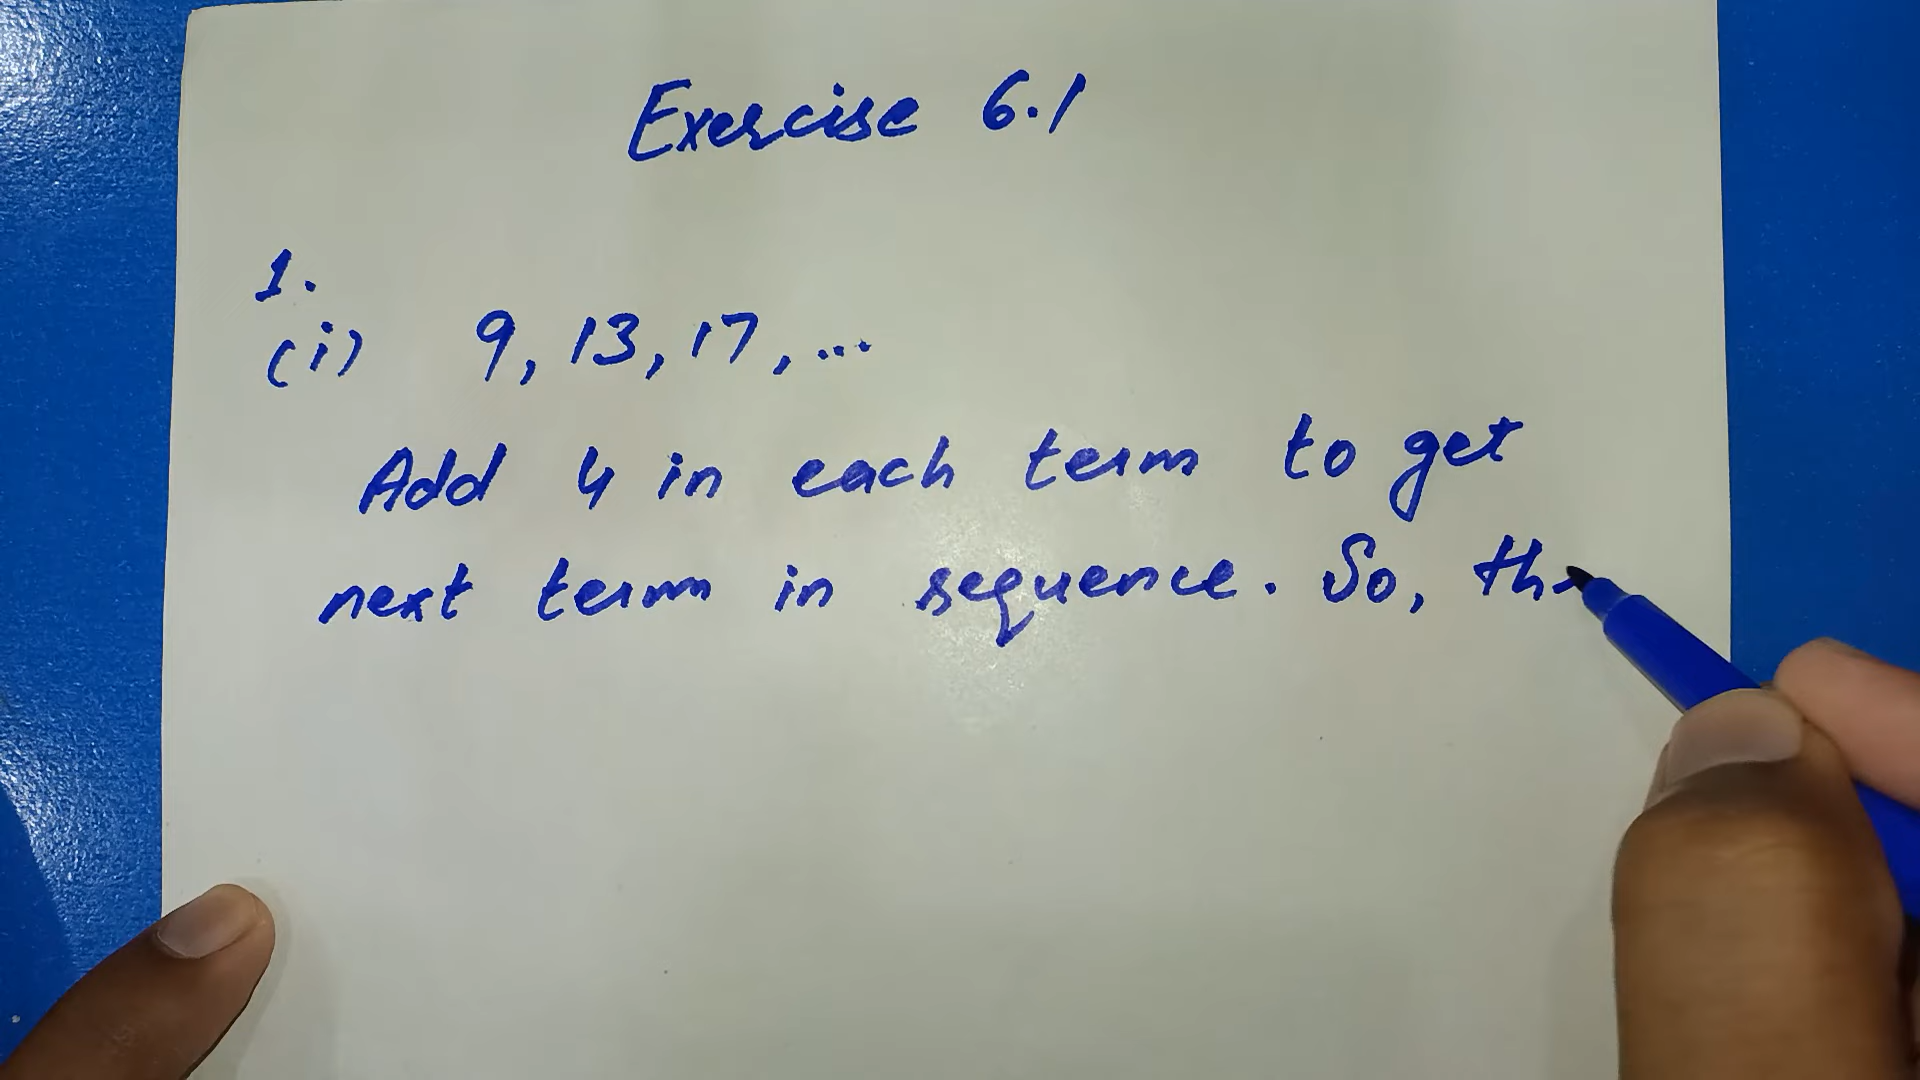 Exercise 6.1
1.
(i) 9, 13, 17, ...
Add 4 in each term to get
next term in sequence. So, th